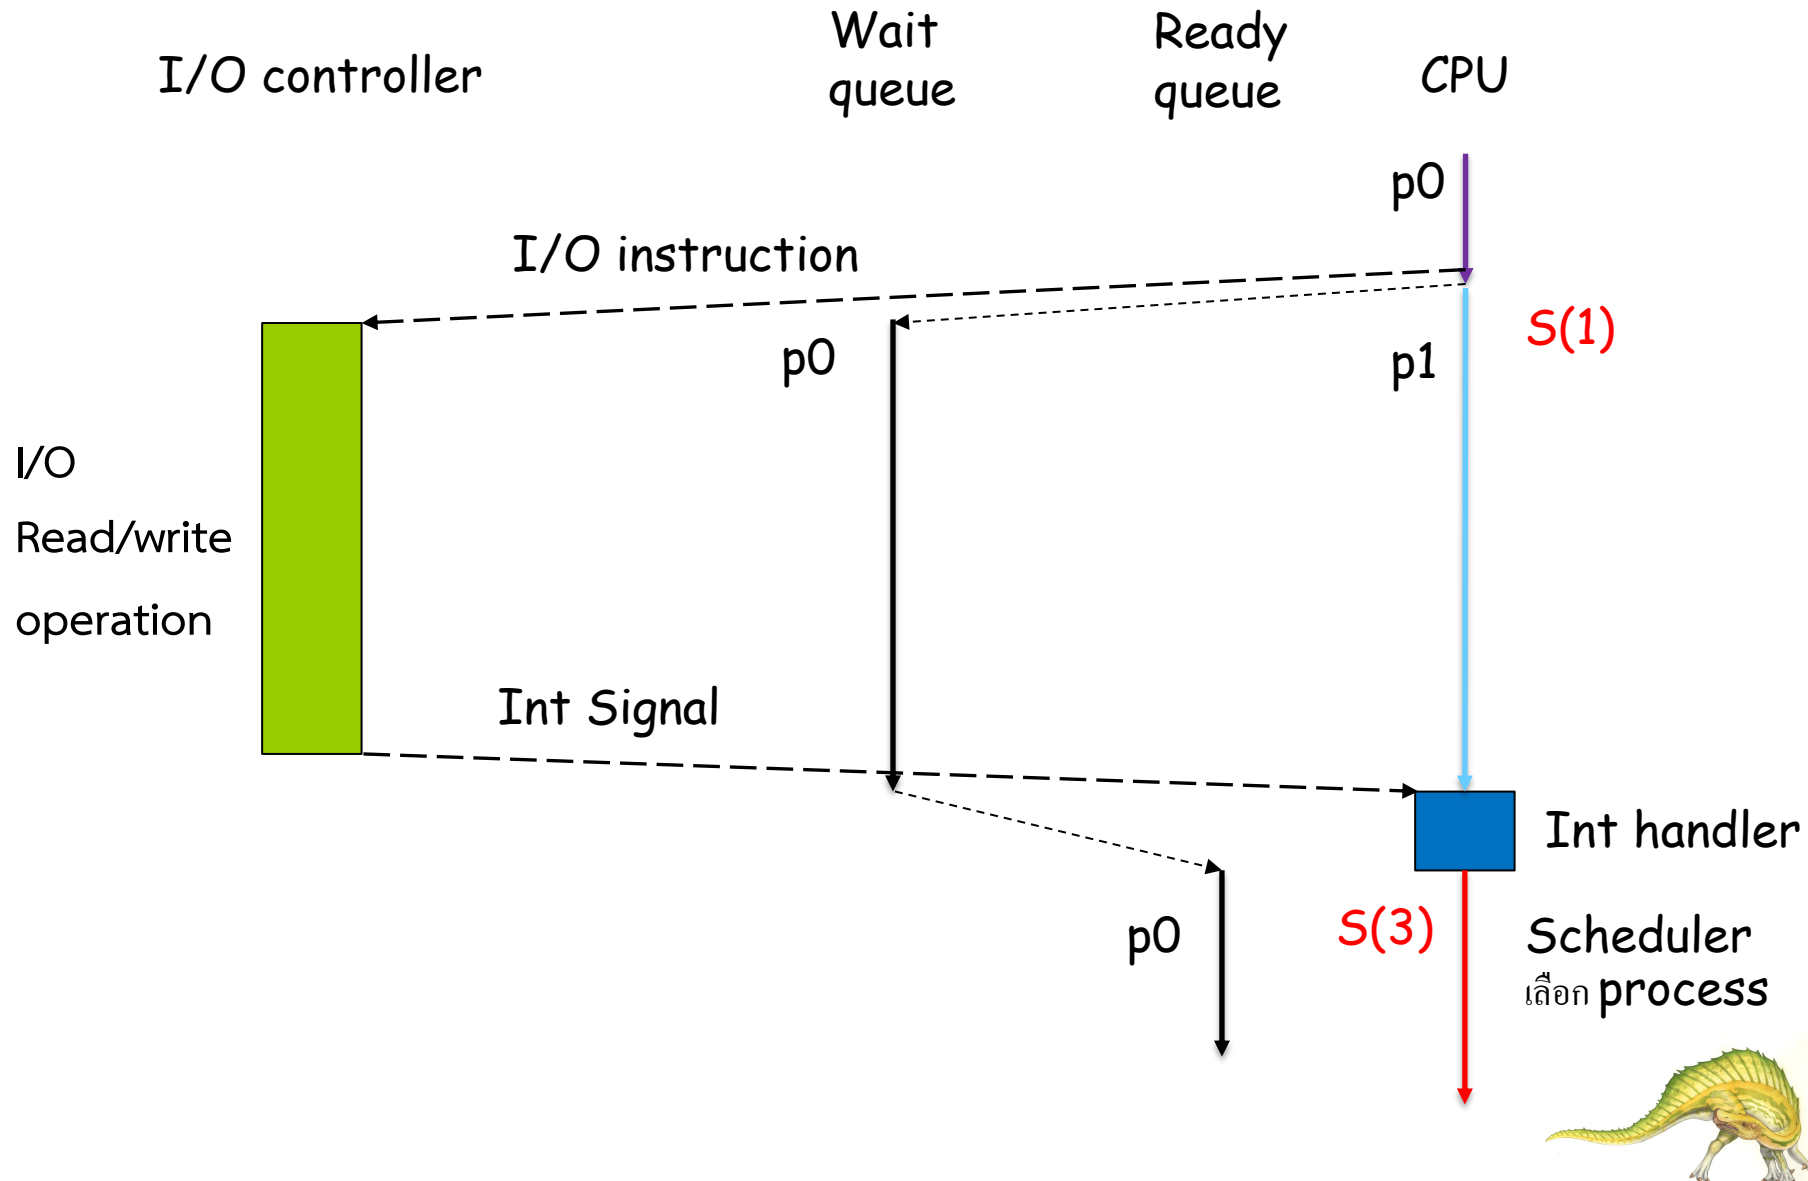 I/O controller
Wait
queue
Ready
queue
CPU
p0
I/O instruction
S(1)
p0
p1
I/O
Read/write
operation
Int Signal
Int handler
p0
S(3)
Scheduler
เลือก process